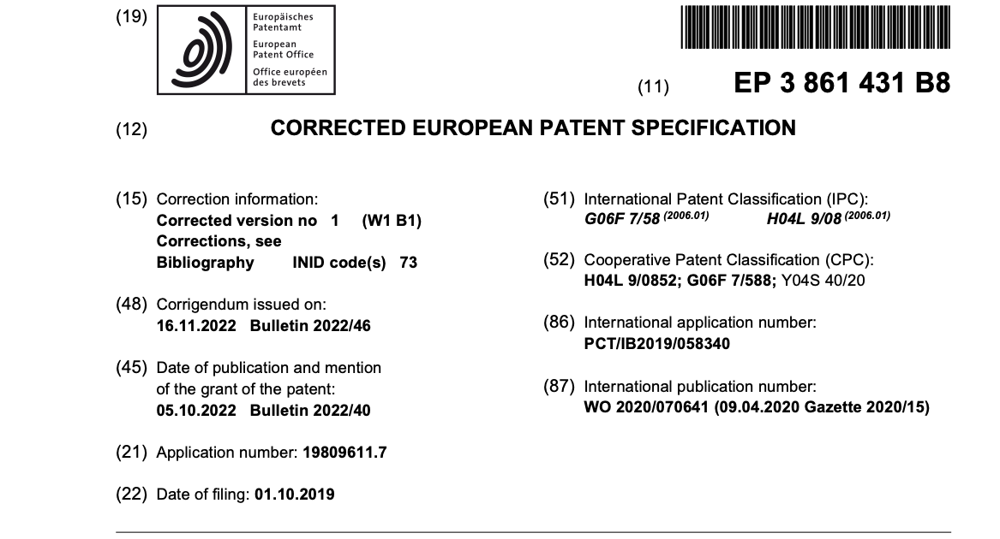 (19)
Europäisches
Patentamt
European
Patent Office
Office européen
des brevets
(11) EP 3 861 431 B8
(12) CORRECTED EUROPEAN PATENT SPECIFICATION
(15) Correction information:
Corrected version no 1 (W1 B1)
Corrections, see
Bibliography INID code(s) 73
(48) Corrigendum issued on:
16.11.2022 Bulletin 2022/46
(45) Date of publication and mention
of the grant of the patent:
05.10.2022 Bulletin 2022/40
(21) Application number: 19809611.7
(22) Date of filing: 01.10.2019
(51) International Patent Classification (IPC):
G06F 7/58 (2006.01) H04L 9/08 (2006.01)
(52) Cooperative Patent Classification (CPC):
H04L 9/0852; G06F 7/588; Y04S 40/20
(86) International application number:
PCT/IB2019/058340
(87) International publication number:
WO 2020/070641 (09.04.2020 Gazette 2020/15)